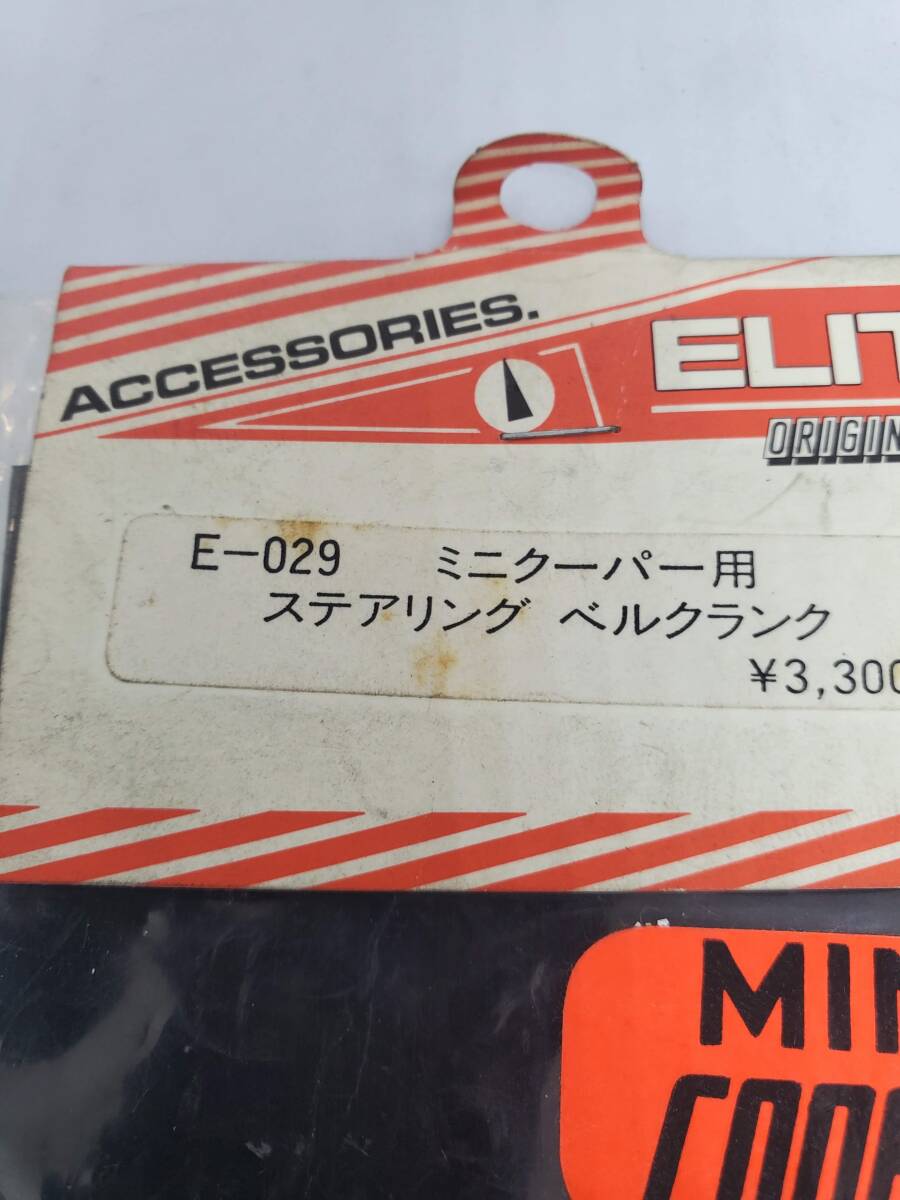 ACCESSORIES.
ELIT
ORIGIN
E-029 ミニクーパー用
ステアリング ベルクランク
¥3,300
MIN
COOP